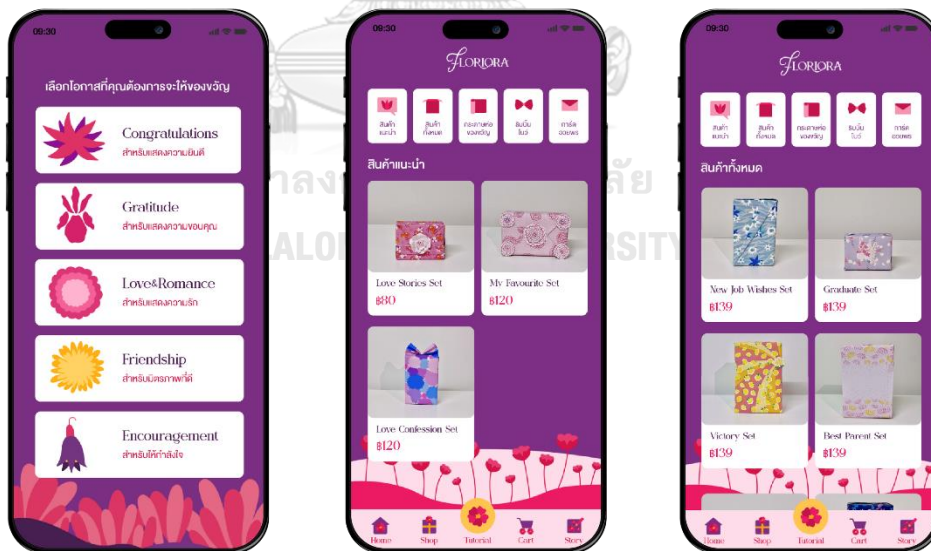 09:30
เลือกโอกาสที่คุณต้องการจะให้ของขวัญ
Congratulations
สำหรับแสดงความยินดี
Gratitude
สำหรับแสดงความขอบคุณ
Love&Romance
สำหรับแสดงความรัก
Friendship
สำหรับมิตรภาพที่ดี
Encouragement
สำหรับให้กำลังใจ
09:30
FLORIORA
สินค้า
แนะนำ
สินค้า
ทั้งหมด
กระดาษห่อ
ของขวัญ
ริบบิ้น
โบว์
การ์ด
อวยพร
สินค้าแนะนำ
Love Stories Set
฿80
My Favourite Set
฿120
Love Confession Set
฿120
Home
Shop
Tutorial
Cart
Story
09:30
FLORIORA
สินค้า
แนะนำ
สินค้า
ทั้งหมด
กระดาษห่อ
ของขวัญ
ริบบิ้น
โบว์
การ์ด
อวยพร
สินค้าทั้งหมด
New Job Wishes Set
฿139
Graduate Set
฿139
Victory Set
฿139
Best Parent Set
฿139
Home
Shop
Tutorial
Cart
Story